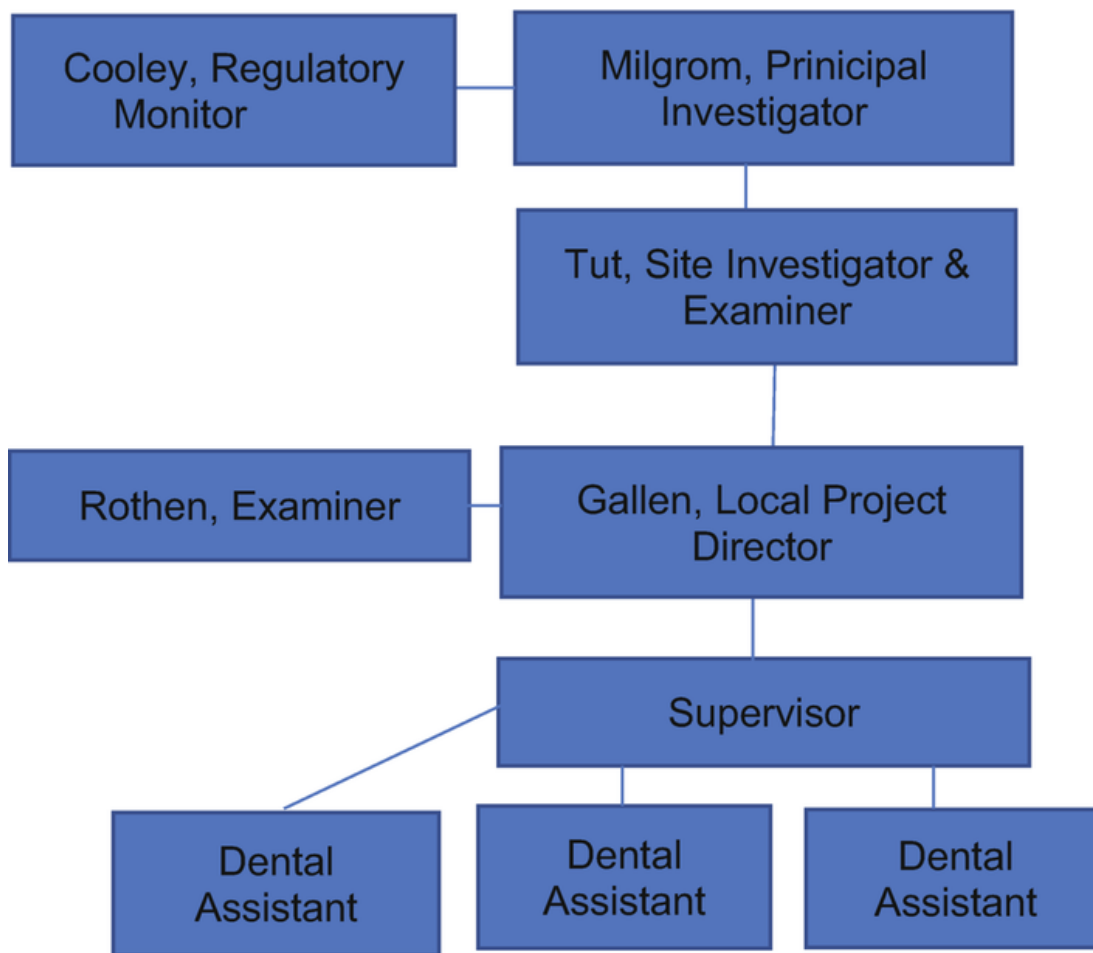 Cooley, Regulatory
Monitor
Milgrom, Prinicipal
Investigator
Tut, Site Investigator &
Examiner
Rothen, Examiner
Gallen, Local Project
Director
Supervisor
Dental
Assistant
Dental
Assistant
Dental
Assistant